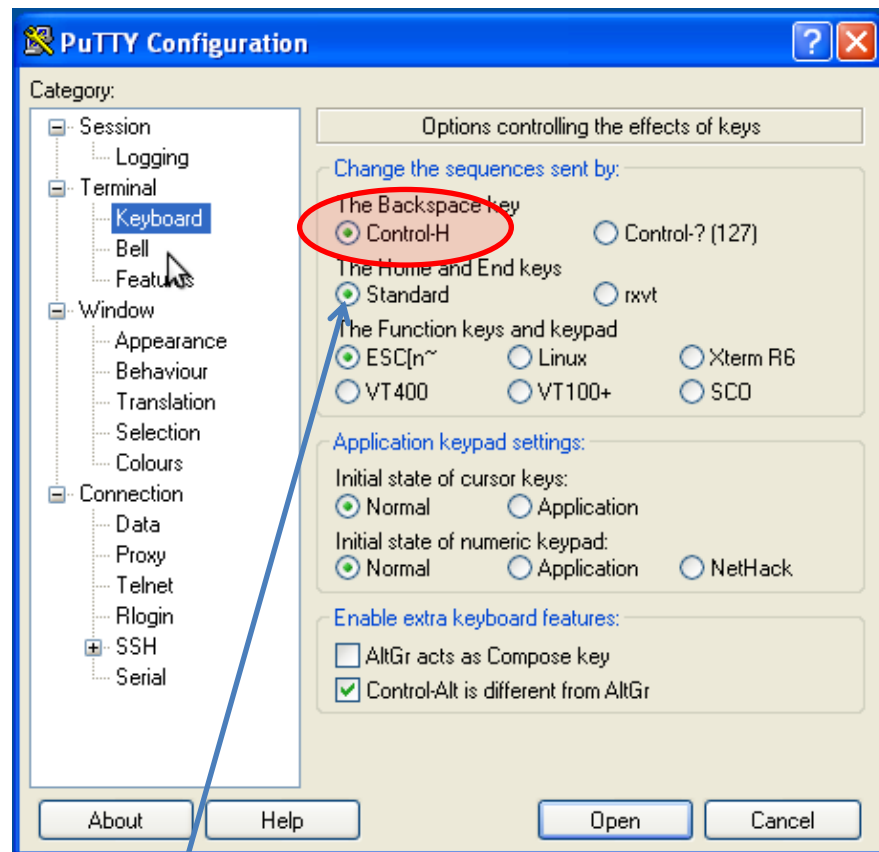 PuTTY Configuration
Category:
Session
Logging
Terminal
Keyboard
Bell
Features
Window
Appearance
Behaviour
Translation
Selection
Colours
Connection
Data
Proxy
Telnet
Rlogin
SSH
Serial
Options controlling the effects of keys
Change the sequences sent by:
The Backspace key
Control-H Control-? (127)
The Home and End keys
Standard rxvt
The Function keys and keypad
ESC[n~ Linux Xterm R6
VT400 VT100+ SCO
Application keypad settings:
Initial state of cursor keys:
Normal Application
Initial state of numeric keypad:
Normal Application NetHack
Enable extra keyboard features:
AltGr acts as Compose key
Control-Alt is different from AltGr
About Help Open Cancel